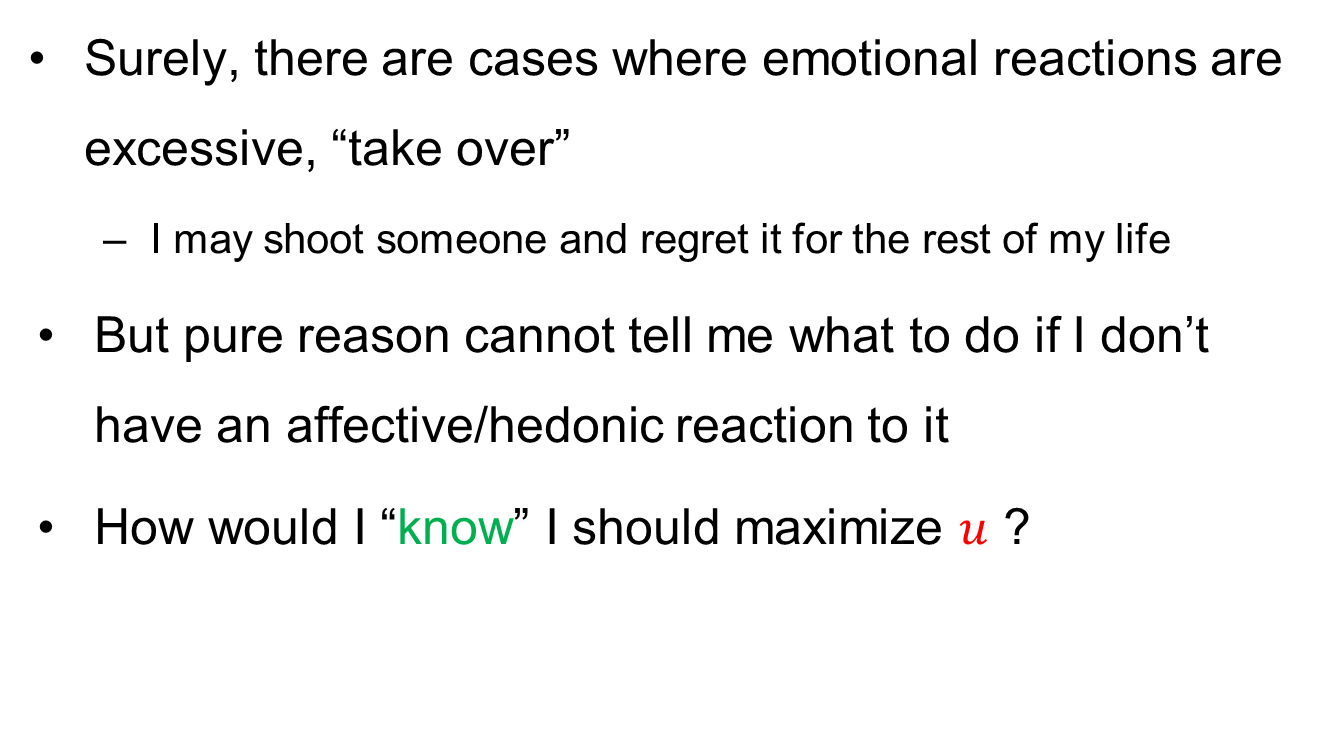 • Surely, there are cases where emotional reactions are
excessive, “take over”
– I may shoot someone and regret it for the rest of my life
• But pure reason cannot tell me what to do if I don’t
have an affective/hedonic reaction to it
• How would I “know” I should maximize 𝑢 ?